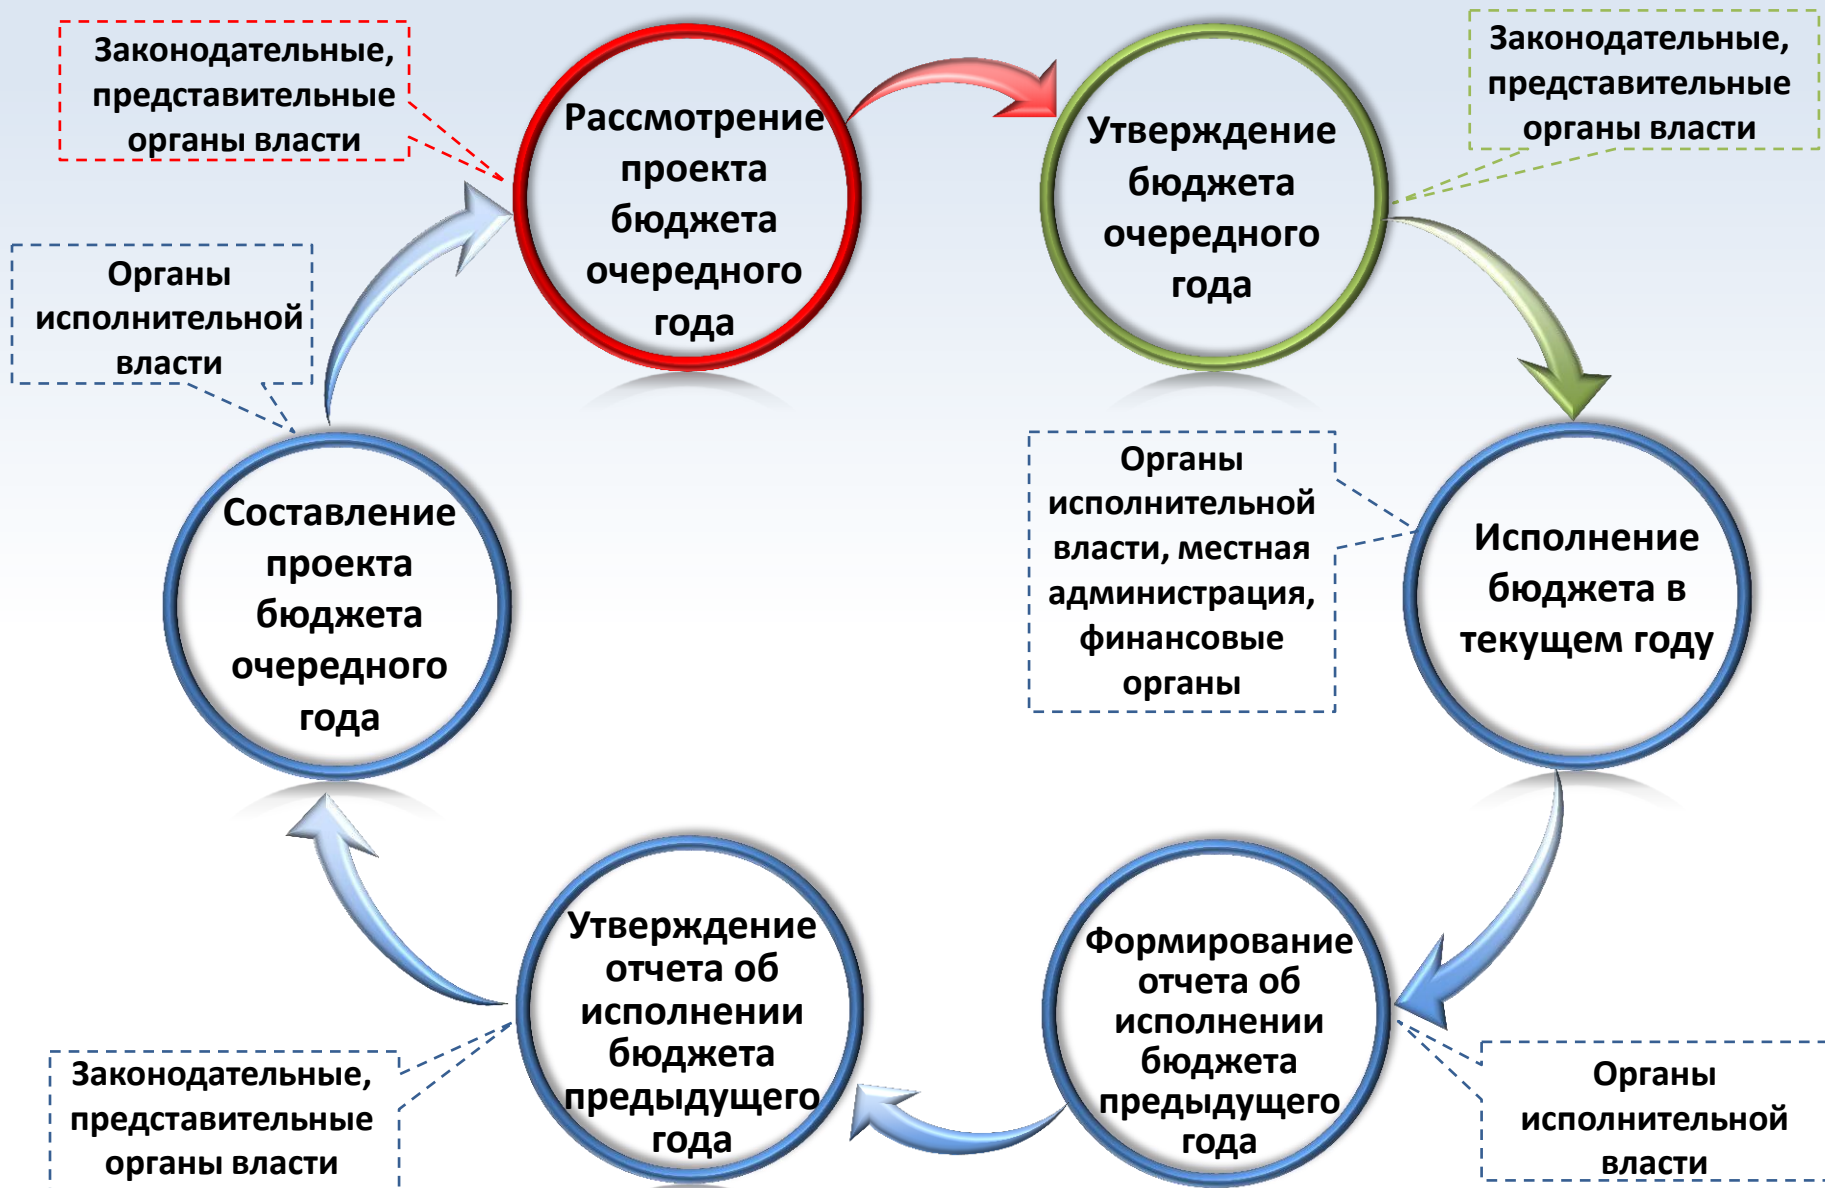 Законодательные,
представительные
органы власти
Рассмотрение
проекта
бюджета
очередного
года
Утверждение
бюджета
очередного
года
Законодательные,
представительные
органы власти
Органы
исполнительной
власти
Составление
проекта
бюджета
очередного
года
Органы
исполнительной
власти, местная
администрация,
финансовые
органы
Исполнение
бюджета в
текущем году
Законодательные,
представительные
органы власти
Утверждение
отчета об
исполнении
бюджета
предыдущего
года
Формирование
отчета об
исполнении
бюджета
предыдущего
года
Органы
исполнительной
власти